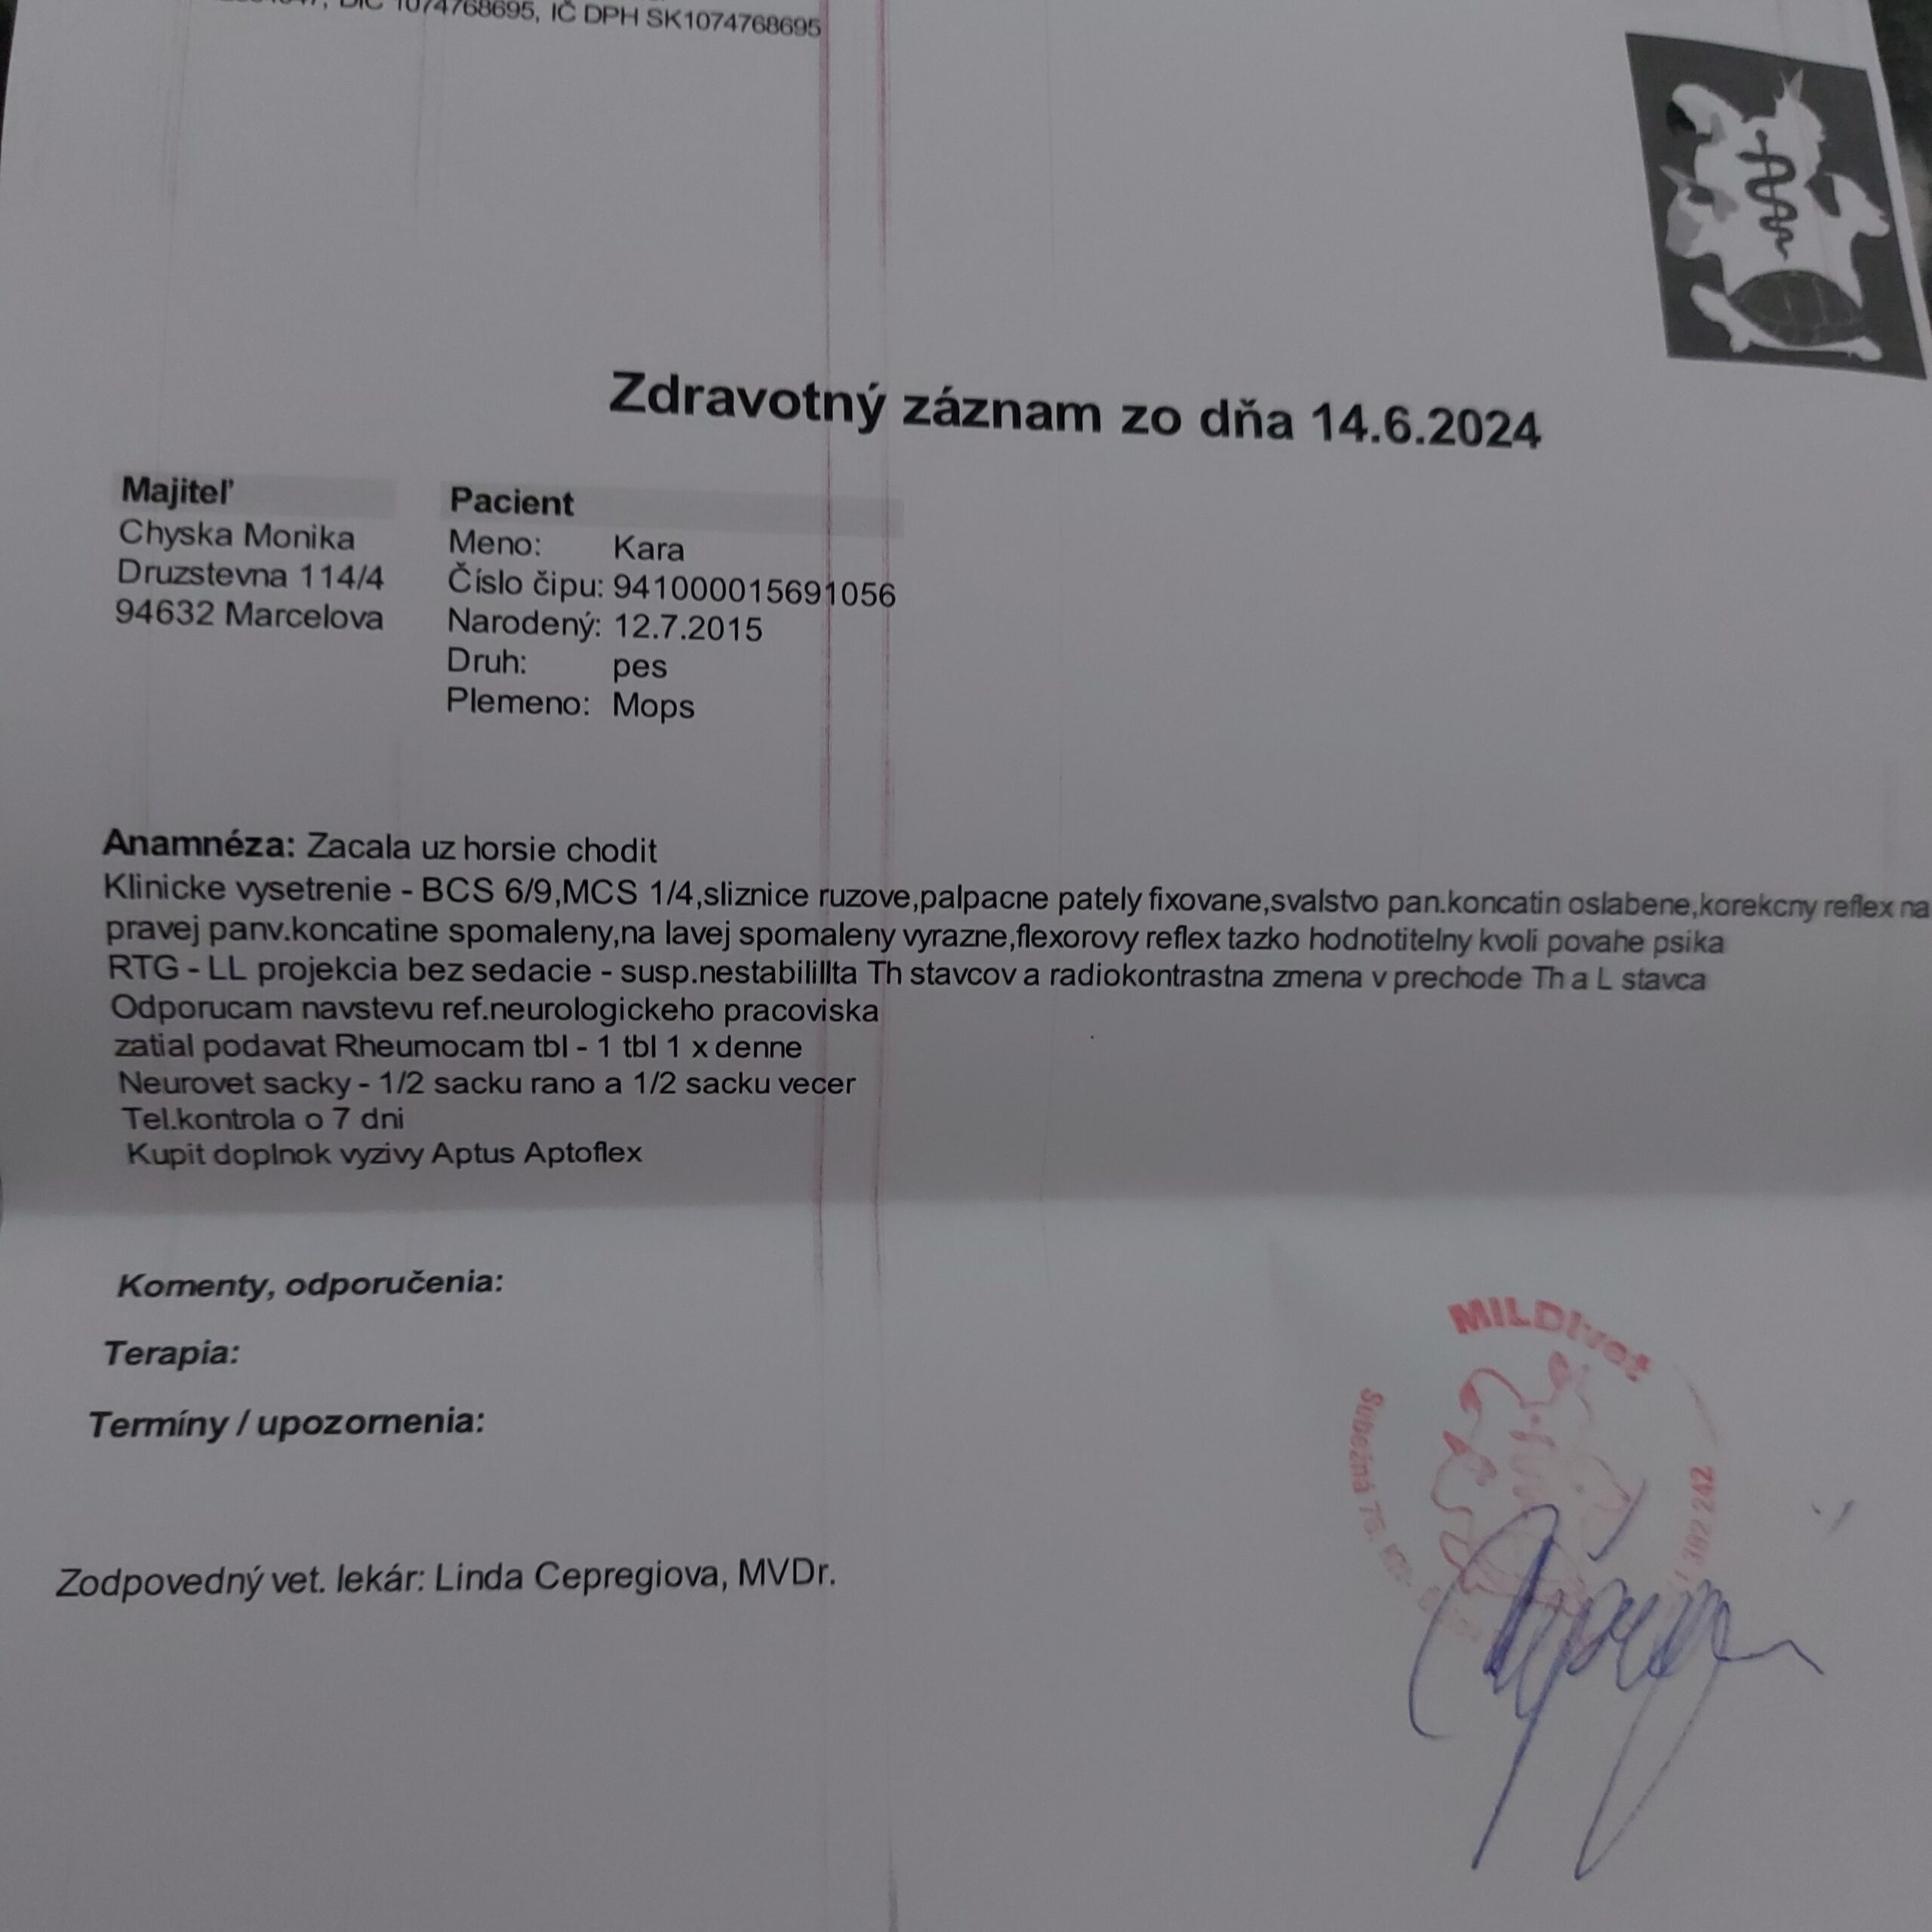 DIČ 1074768695, IČ DPH SK1074768695
Zdravotný záznam zo dňa 14.6.2024
Majiteľ
Chyska Monika
Druzstevna 114/4
94632 Marcelova
Pacient
Meno: Kara
Číslo čipu: 941000015691056
Narodený: 12.7.2015
Druh: pes
Plemeno: Mops
Anamnéza: Zacala uz horsie chodit
Klinicke vysetrenie - BCS 6/9,MCS 1/4,sliznice ruzove,palpacne pately fixovane,svalstvo pan.koncatin oslabene,korekcny reflex na
pravej panv.koncatine spomaleny,na lavej spomaleny vyrazne,flexorovy reflex tazko hodnotitelny kvoli povahe psika
RTG - LL projekcia bez sedacie - susp.nestabilillta Th stavcov a radiokontrastna zmena v prechode Th a L stavca
Odporucam navstevu ref.neurologickeho pracoviska
zatial podavat Rheumocam tbl - 1 tbl 1 x denne
Neurovet sacky - 1/2 sacku rano a 1/2 sacku vecer
Tel.kontrola o 7 dni
Kupit doplnok vyzivy Aptus Aptoflex
Komenty, odporučenia:
Terapia:
Termíny / upozornenia:
MILDIvet
382 242
Zodpovedný vet. lekár: Linda Cepregiova, MVDr.